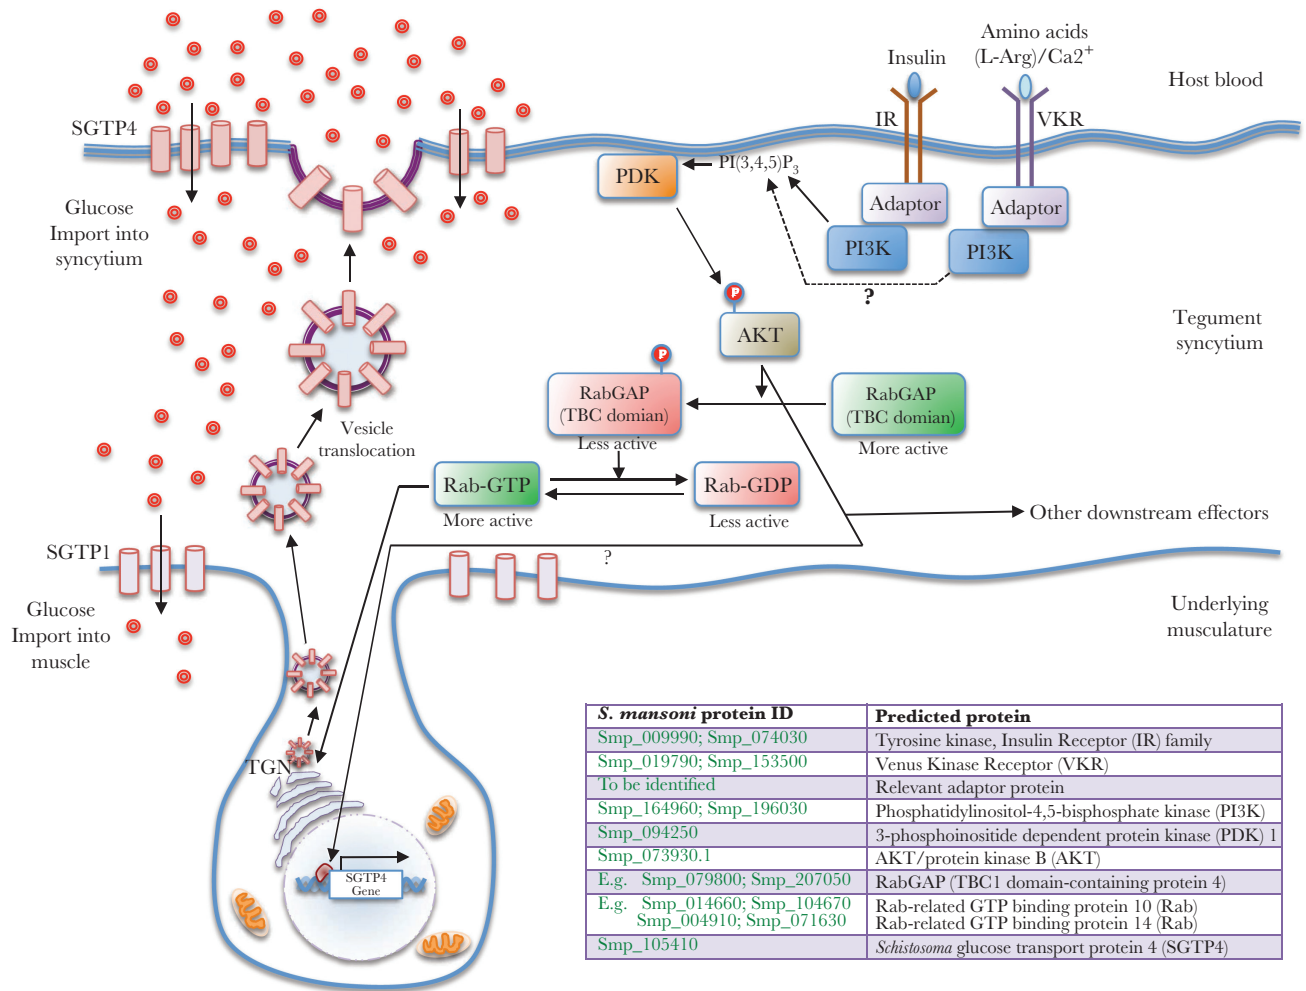 Amino acids
(L-Arg)/Ca2+
Insulin
Host blood
SGTP4
IR
VKR
PDK
PI(3,4,5)P3
Adaptor
Adaptor
PI3K
PI3K
?
Glucose
Import into
syncytium
P
AKT
Tegument
syncytium
P
RabGAP
(TBC domian)
Less active
RabGAP
(TBC domian)
More active
Vesicle
translocation
Rab-GTP
More active
Rab-GDP
Less active
Other downstream effectors
?
SGTP1
Glucose
Import into
muscle
Underlying
musculature
TGN
SGTP4
Gene
S. mansoni protein ID Predicted protein
Smp_009990; Smp_074030 Tyrosine kinase, Insulin Receptor (IR) family
Smp_019790; Smp_153500 Venus Kinase Receptor (VKR)
To be identified Relevant adaptor protein
Smp_164960; Smp_196030 Phosphatidylinositol-4,5-bisphosphate kinase (PI3K)
Smp_094250 3-phosphoinositide dependent protein kinase (PDK) 1
Smp_073930.1 AKT/protein kinase B (AKT)
E.g. Smp_079800; Smp_207050 RabGAP (TBC1 domain-containing protein 4)
E.g. Smp_014660; Smp_104670 Rab-related GTP binding protein 10 (Rab)
Smp_004910; Smp_071630 Rab-related GTP binding protein 14 (Rab)
Smp_105410 Schistosoma glucose transport protein 4 (SGTP4)